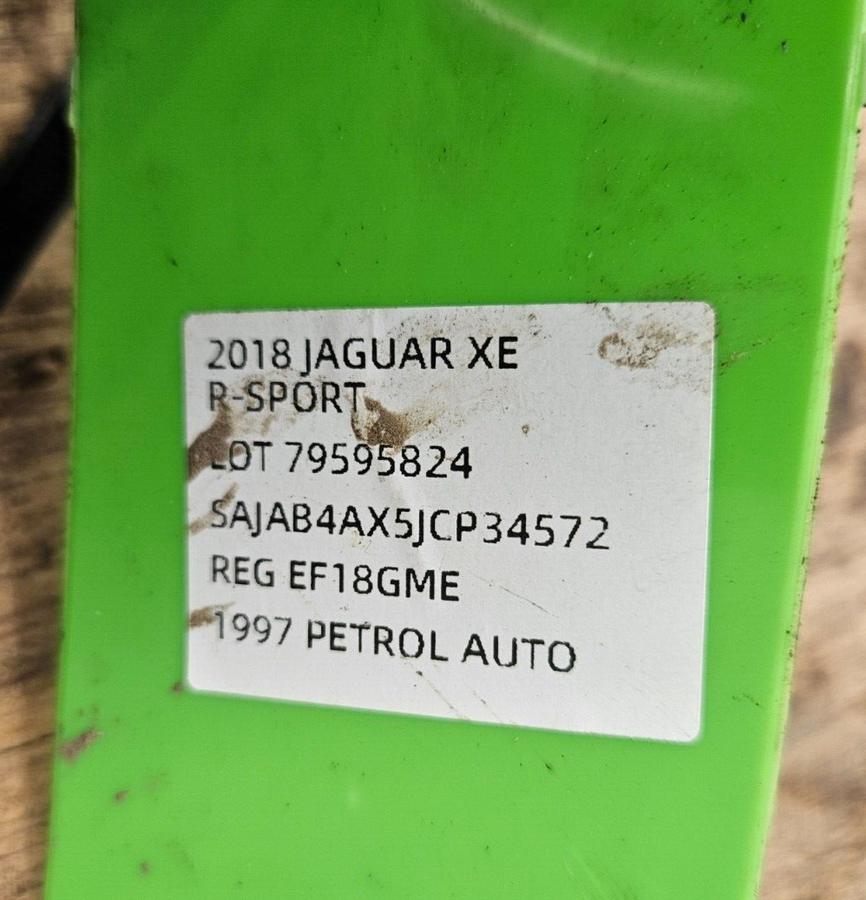 2018 JAGUAR XE
R-SPORT
LOT 79595824
SAJAB4AX5JCP34572
REG EF18GME
1997 PETROL AUTO